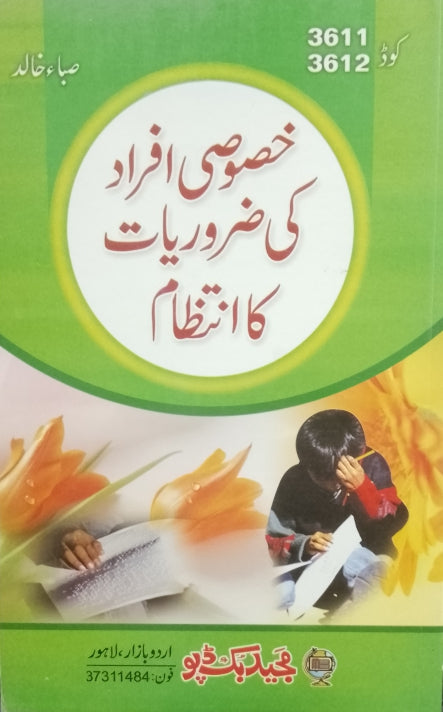 کوڈ 3611
3612
صباء خالد
خصوصی افراد
کی ضروریات
کا انتظام
مجید بک ڈپو
اردو بازار، لاہور
فون: 37311484